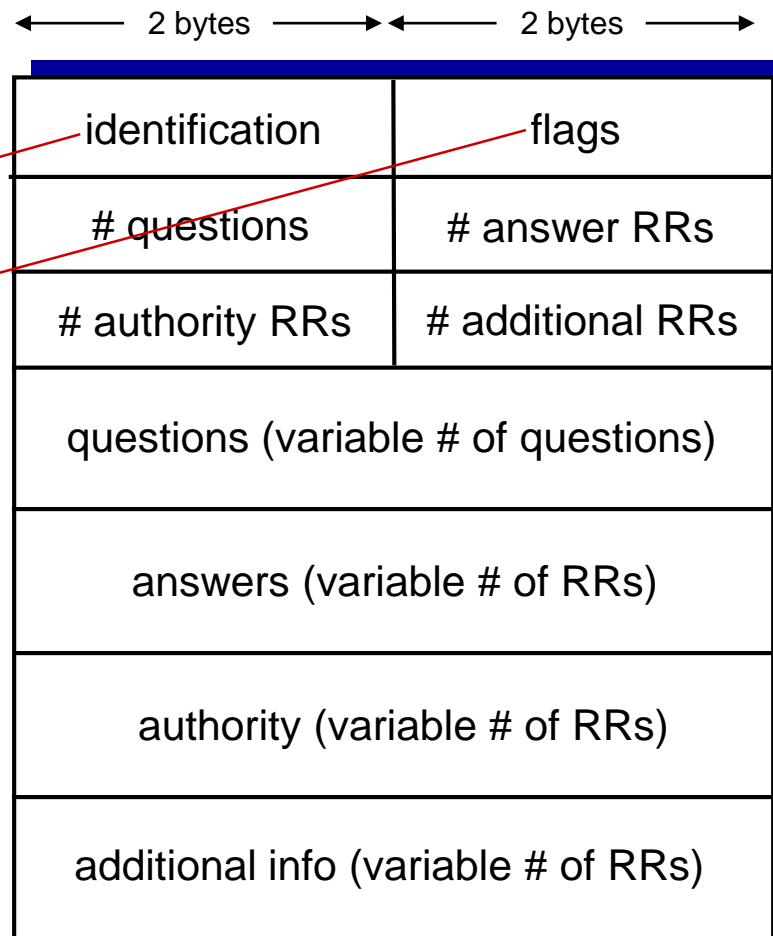 2 bytes 2 bytes
identification flags
# questions # answer RRs
# authority RRs # additional RRs
questions (variable # of questions)
answers (variable # of RRs)
authority (variable # of RRs)
additional info (variable # of RRs)